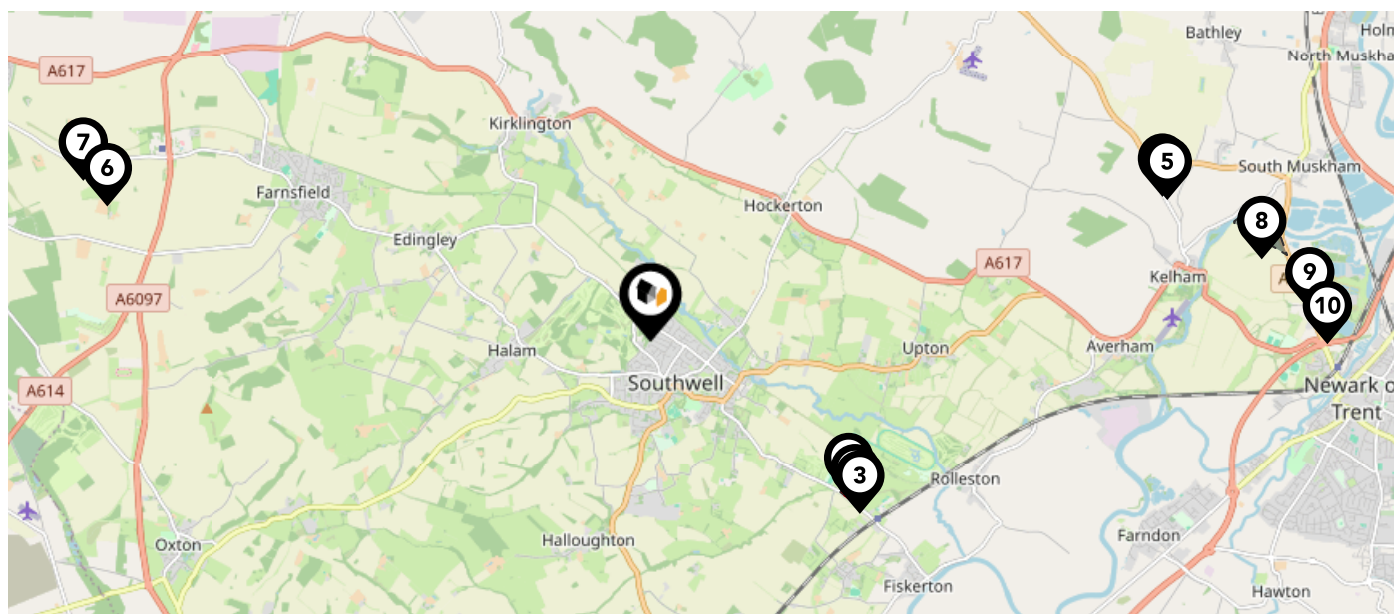 Bathley
Holm
North Muskha
A617
Kirklington
7
6
5
South Muskham
Farnsfield
Hockerton
8
Edingley
A617
Kelham
9
A
A6097
10
Halam
Upton
Averham
Southwell
A614
Newark o
Trent
3
Rolleston
Oxton
Halloughton
Farndon
Fiskerton
Hawton